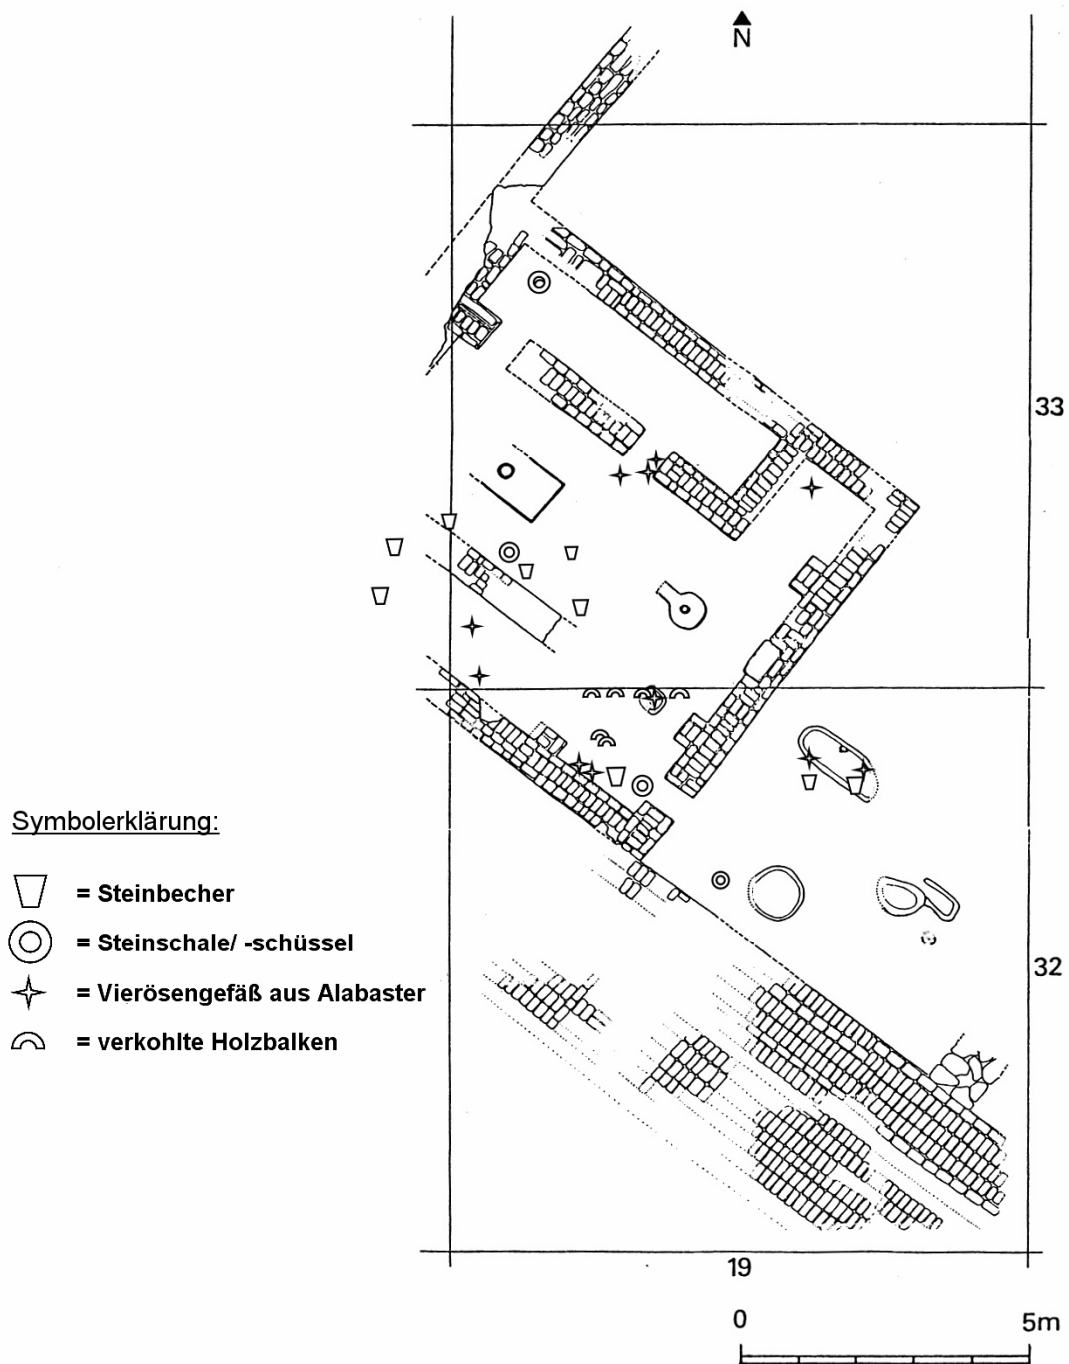 N
33
Symbolerklärung:
= Steinbecher
= Steinschale/ -schüssel
= Vierösengefäß aus Alabaster
= verkohlte Holzbalken
32
19
0 5m